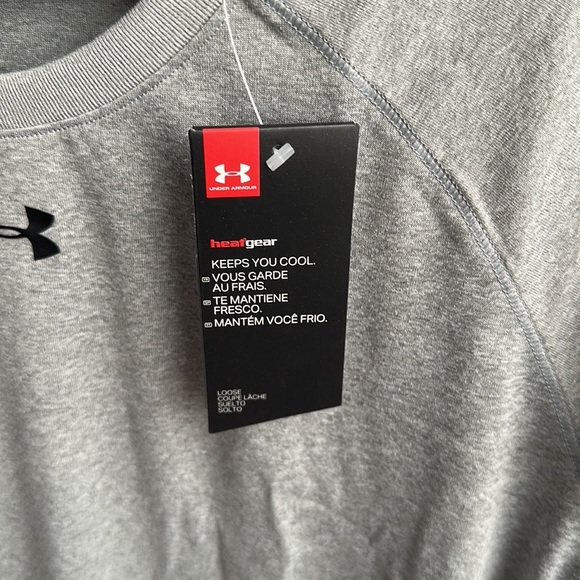 UNDER ARMOUR
heatgear
KEEPS YOU COOL.
FR VOUS GARDE
AU FRAIS.
TE MANTIENE
FRESCO.
MANTÉM VOCÊ FRIO.
LOOSE
COUPE LÂCHE
SUELTO
SOLTO